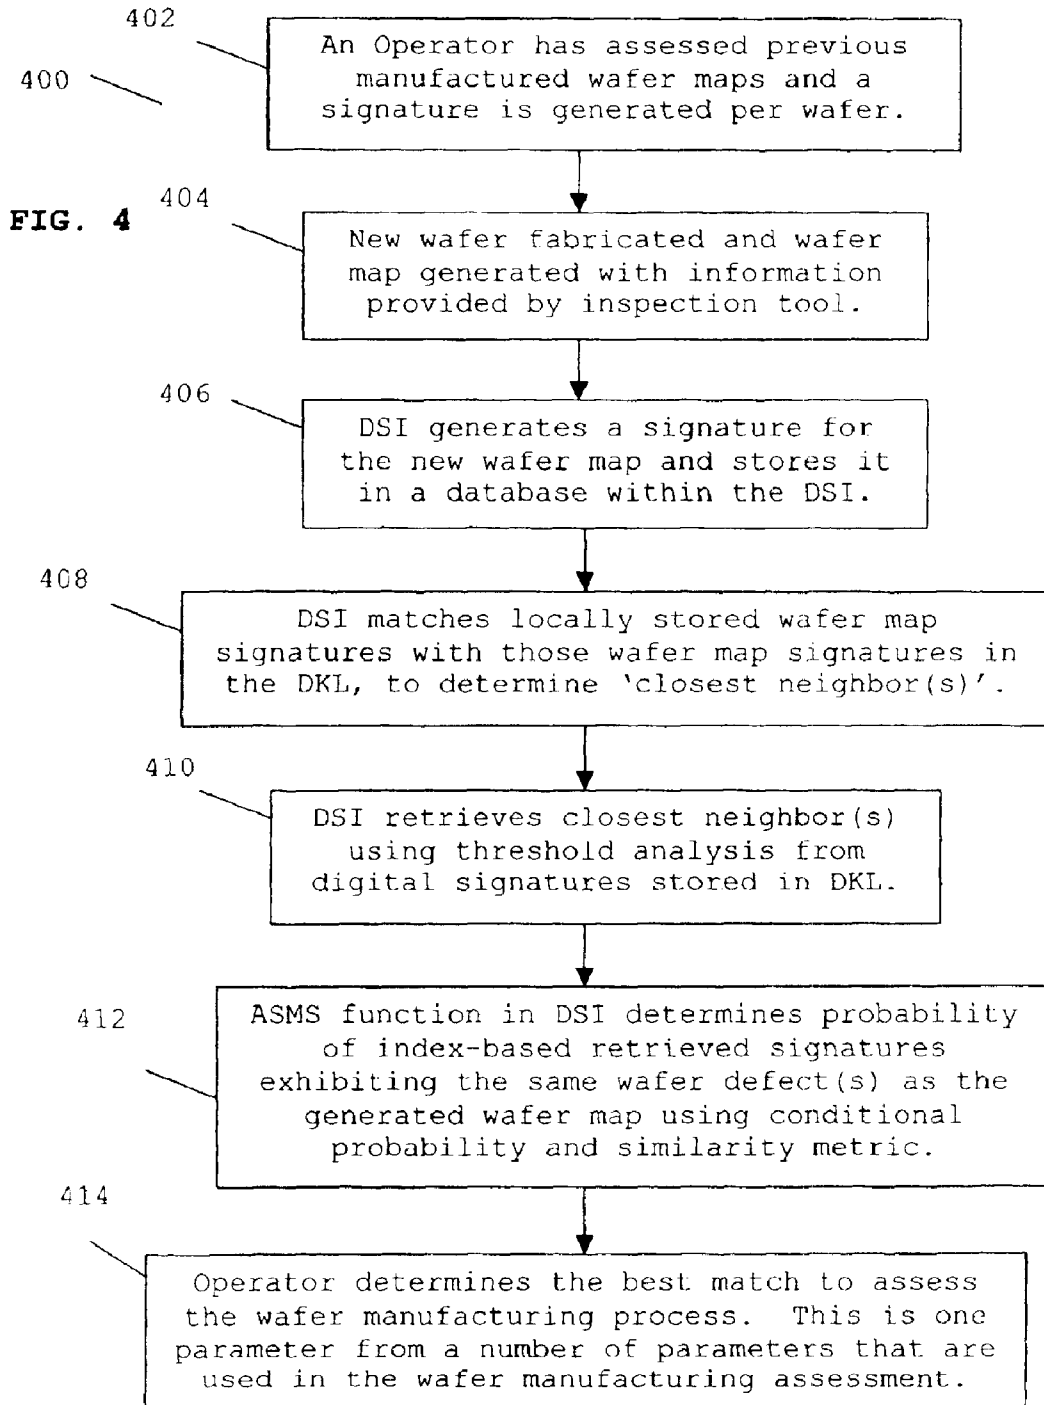 402
An Operator has assessed previous
manufactured wafer maps and a
signature is generated per wafer.
400
FIG. 4
404
New wafer fabricated and wafer
map generated with information
provided by inspection tool.
406
DSI generates a signature for
the new wafer map and stores it
in a database within the DSI.
408
DSI matches locally stored wafer map
signatures with those wafer map signatures in
the DKL, to determine ‘closest neighbor(s)’.
410
DSI retrieves closest neighbor(s)
using threshold analysis from
digital signatures stored in DKL.
412
ASMS function in DSI determines probability
of index-based retrieved signatures
exhibiting the same wafer defect(s) as the
generated wafer map using conditional
probability and similarity metric.
414
Operator determines the best match to assess
the wafer manufacturing process.  This is one
parameter from a number of parameters that are
used in the wafer manufacturing assessment.